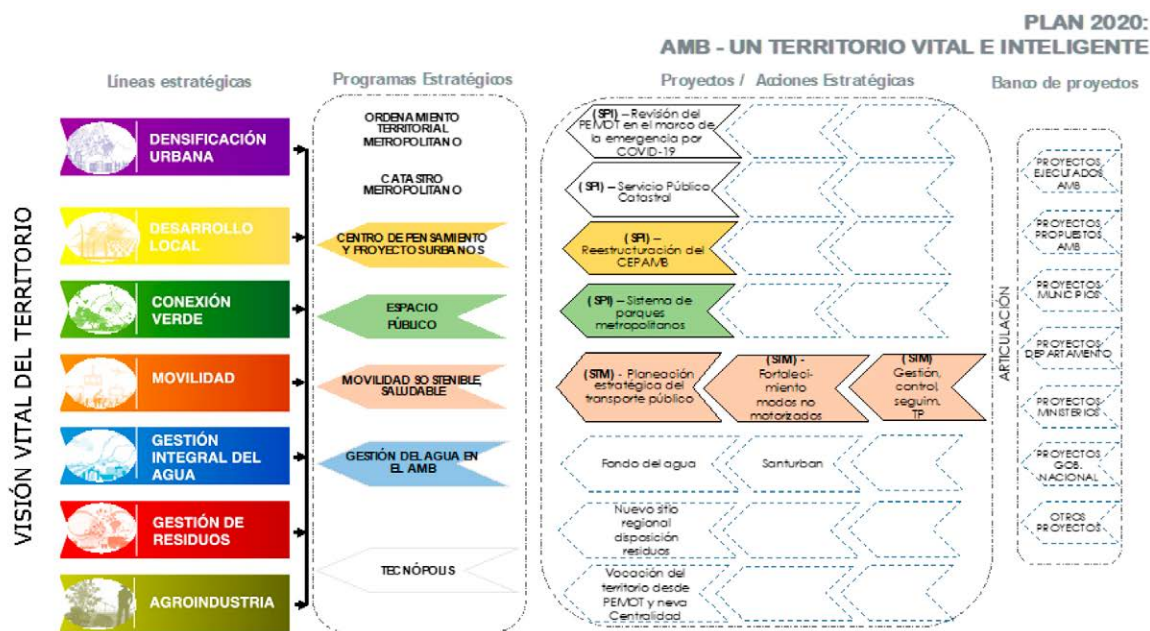 PLAN 2020:
AMB - UN TERRITORIO VITAL E INTELIGENTE
Líneas estratégicas
Programas Estratégicos
Proyectos / Acciones Estratégicas
Banco de proyectos
VISIÓN VITAL DEL TERRITORIO
DENSIFICACIÓN
URBANA
DESARROLLO
LOCAL
CONEXIÓN
VERDE
MOVILIDAD
GESTIÓN
INTEGRAL DEL
AGUA
GESTIÓN DE
RESIDUOS
AGROINDUSTRIA
ORDENAMIENTO
TERRITORIAL
METROPOLITANO
CATASTRO
METROPOLITANO
CENTRO DE PENSAMIENTO
Y PROYECTO SURBANOS
ESPACIO
PÚBLICO
MOVILIDAD SO STENIBLE,
SALUDABLE
GESTIÓN DEL AGUA EN
EL AMB
TECNÓPOLIS
(SPI) – Revisión del
PEMOT en el marco de
la emergencia por
COVID-19
(SPI) – Servicio Público
Catastral
(SPI) –
Reestructuración del
CEPAMB
(SPI) – Sistema de
parques
metropolitanos
(STM) - Planeación
estratégica del
transporte público
(STM) -
Fortaleci-
miento
modos no
motorizados
(STM)
Gestión,
control,
seguim.
TP
Fondo del agua
Santurban
Nuevo sitio
regional
disposición
residuos
Vocación del
territorio desde
PEMOT y neva
Centralidad
ARTICULACION
PROYECTOS
EJECUTADOS
AMB
PROYECTOS
PROPUESTOS
AMB
PROYECTOS
MUNICIPIOS
PROYECTOS
DEPARTAMENTO
PROYECTOS
MINISTERIOS
PROYECTOS
GOB.
NACIONAL
OTROS
PROYECTOS